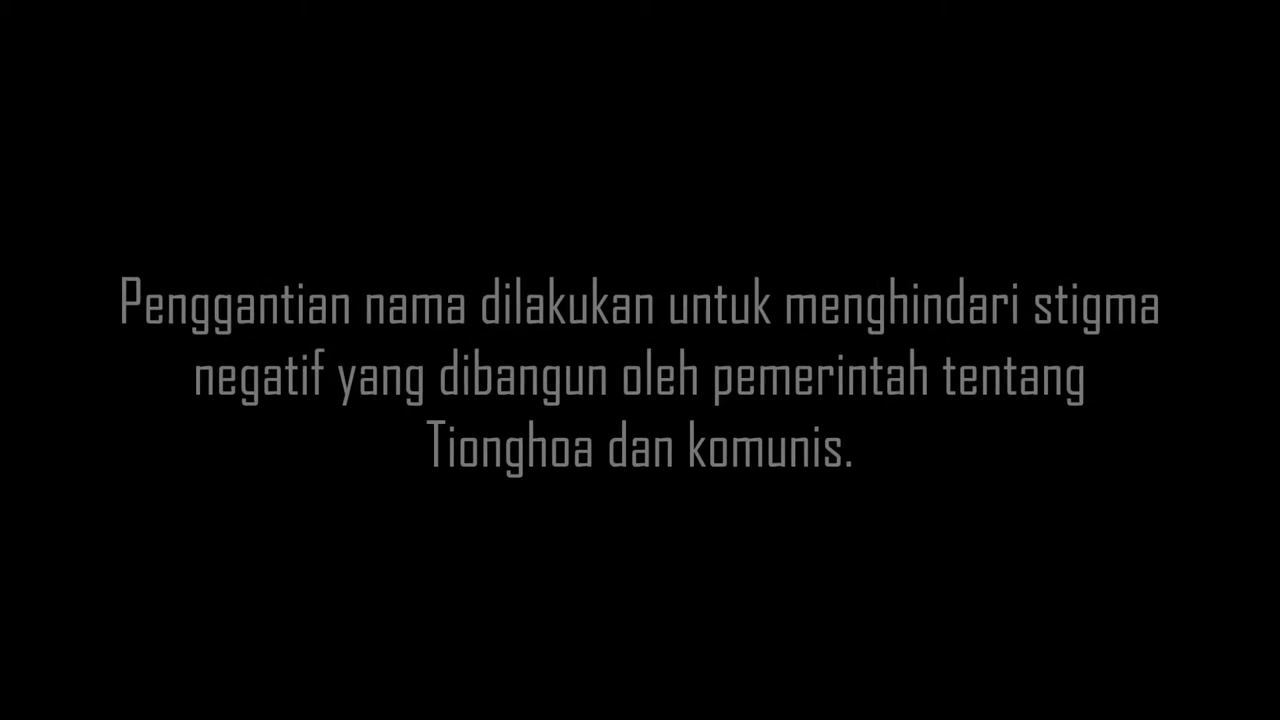 Penggantian nama dilakukan untuk menghindari stigma
negatif yang dibangun oleh pemerintah tentang
Tionghoa dan komunis.